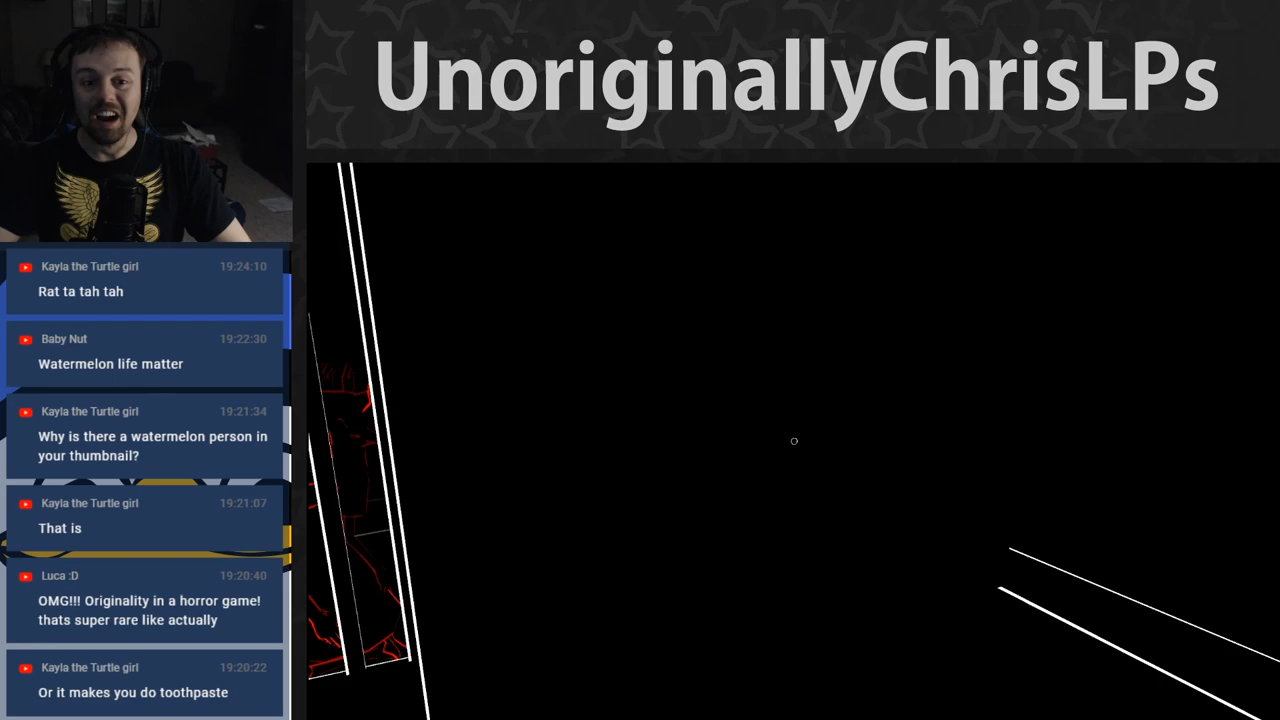 UnoriginallyChrisLPs
Kayla the Turtle girl 19:24:10
Rat ta tah tah
Baby Nut 19:22:30
Watermelon life matter
Kayla the Turtle girl 19:21:34
Why is there a watermelon person in
your thumbnail?
Kayla the Turtle girl 19:21:07
That is
Luca :D 19:20:40
OMG!!! Originality in a horror game!
thats super rare like actually
Kayla the Turtle girl 19:20:22
Or it makes you do toothpaste